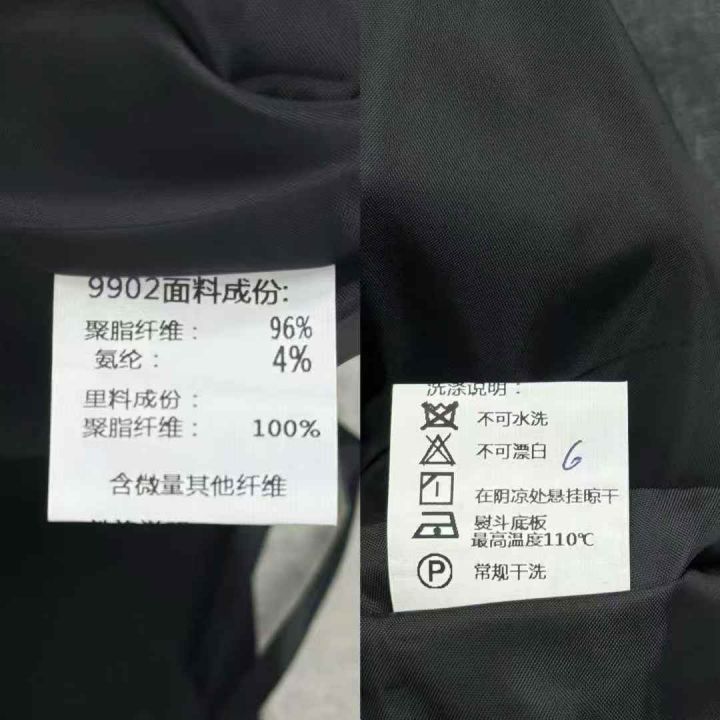 9902面料成份:
聚脂纤维: 96%
氨纶: 4%
里料成份:
聚脂纤维: 100%
含微量其他纤维
洗涤说明:
不可水洗
不可漂白 6
在阴凉处悬挂晾干
熨斗底板
最高温度110℃
P 常规干洗